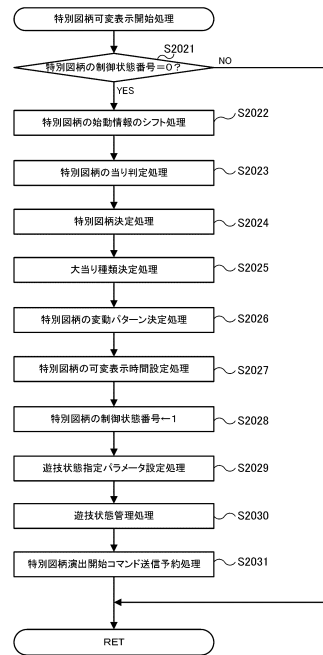 特別図柄可変表示開始処理
S2021
特別図柄の制御状態番号=0?
NO
YES
特別図柄の始動情報のシフト処理
S2022
特別図柄の当り判定処理
S2023
特別図柄決定処理
S2024
大当り種類決定処理
S2025
特別図柄の変動パターン決定処理
S2026
特別図柄の可変表示時間設定処理
S2027
特別図柄の制御状態番号←1
S2028
遊技状態指定パラメータ設定処理
S2029
遊技状態管理処理
S2030
特別図柄演出開始コマンド送信予約処理
S2031
RET